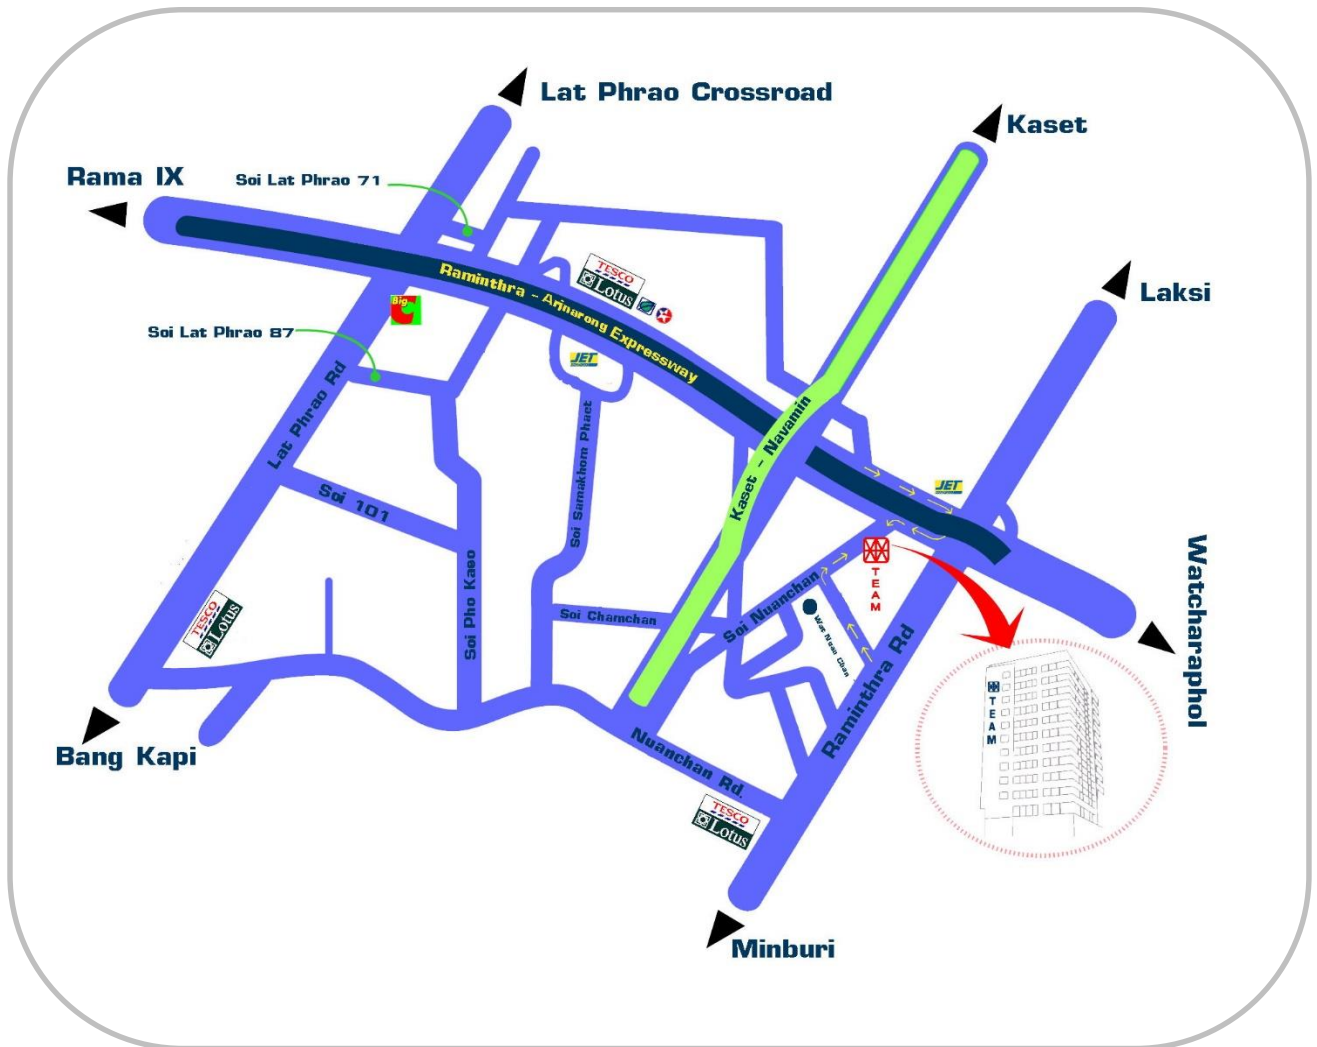 Lat Phrao Crossroad
Kaset
Rama IX
Soi Lat Phrao 71
Raminthra - Arjnarong Expressway
TESCO
Lotus
Laksi
Big
C
Soi Lat Phrao 87
JET
Lat Phrao Rd
Kaset - Navamin
Soi Samakhom Phaet
Soi 101
JET
TEAM
Soi Pho Kaeo
Soi Chamchan
Soi Nuanchan
Wat Nuan Chan
Raminthra Rd
Watcharaphol
TESCO
Lotus
TEAM
Bang Kapi
Nuanchan Rd.
TESCO
Lotus
Minburi